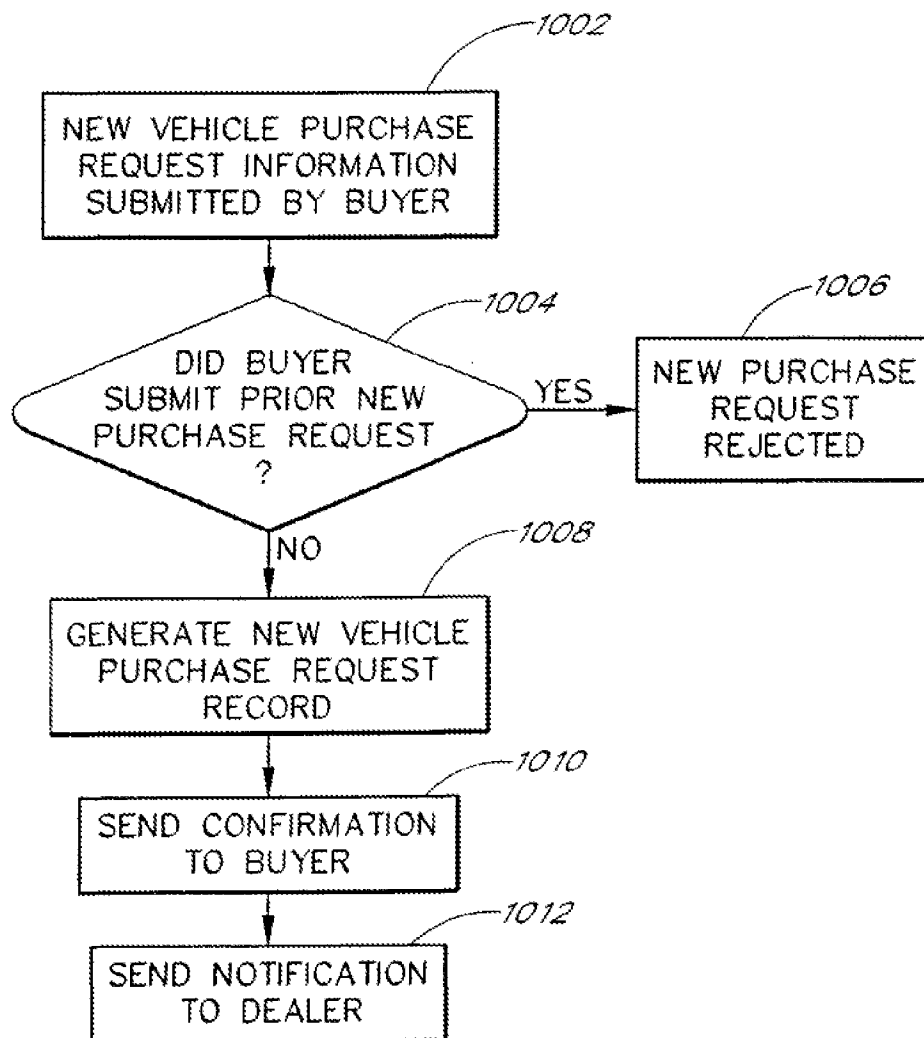 1002
NEW VEHICLE PURCHASE
REQUEST INFORMATION
SUBMITTED BY BUYER
1004
DID BUYER
SUBMIT PRIOR NEW
PURCHASE REQUEST
?
YES
1006
NEW PURCHASE
REQUEST
REJECTED
NO
1008
GENERATE NEW VEHICLE
PURCHASE REQUEST
RECORD
1010
SEND CONFIRMATION
TO BUYER
1012
SEND NOTIFICATION
TO DEALER